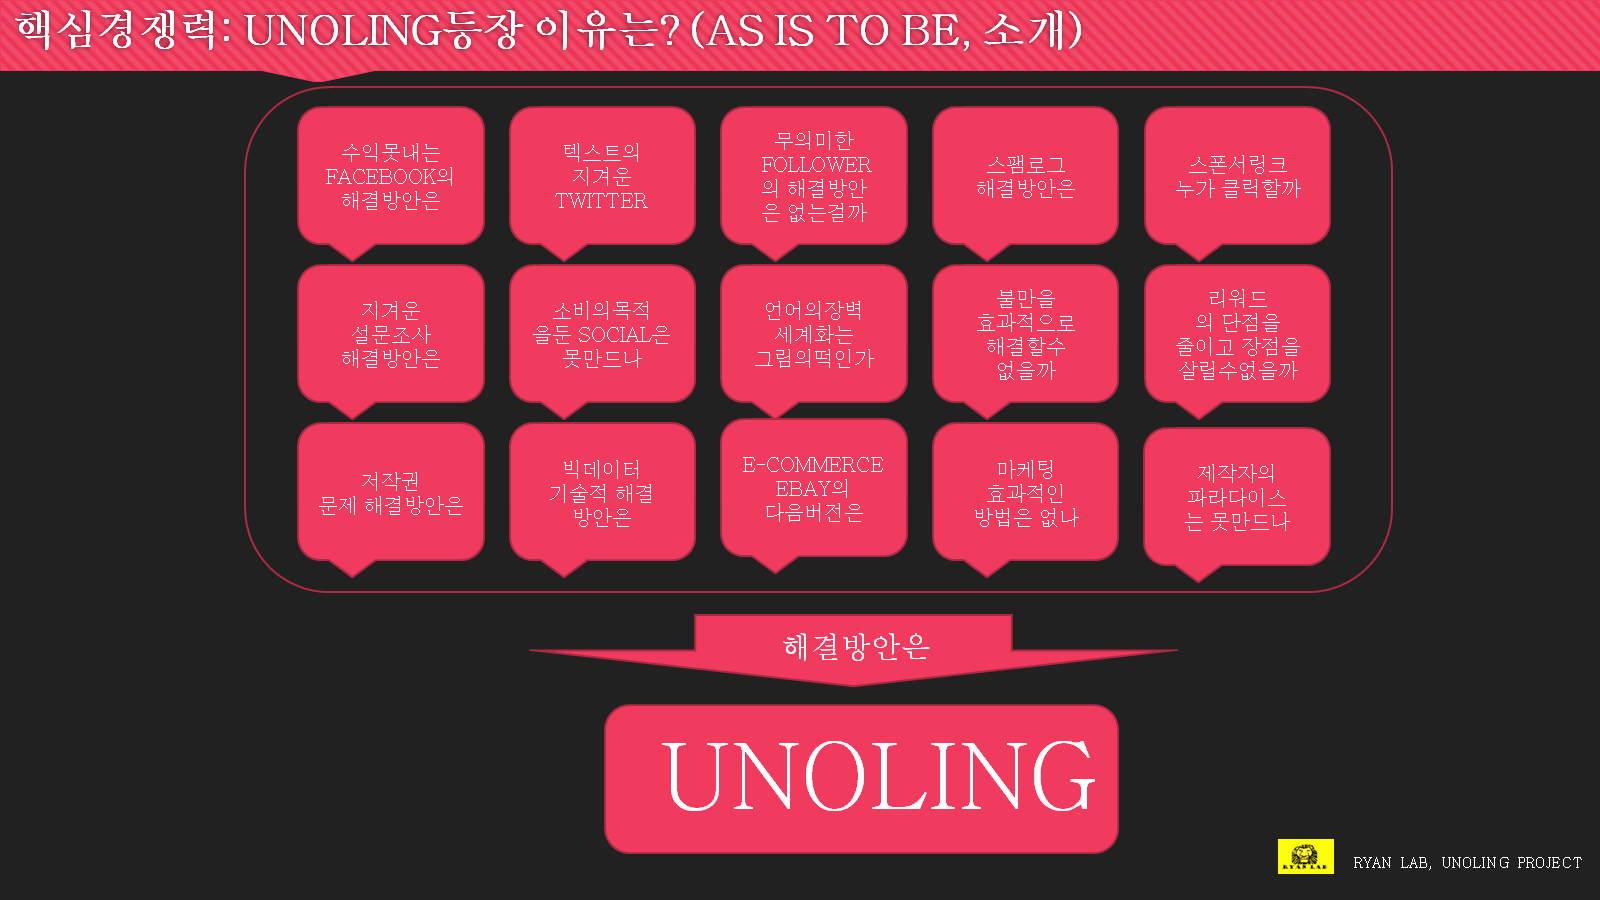 핵심경쟁력: UNOLING등장 이유는? (AS IS TO BE, 소개)
수익못내는
FACEBOOK의
해결방안은
텍스트의
지겨운
TWITTER
무의미한
FOLLOWER
의 해결방안
은 없는걸까
스팸로그
해결방안은
스폰서링크
누가 클릭할까
지겨운
설문조사
해결방안은
소비의목적
을둔 SOCIAL은
못만드나
언어의장벽
세계화는
그림의떡인가
불만을
효과적으로
해결할수
없을까
리워드
의 단점을
줄이고 장점을
살릴수없을까
저작권
문제 해결방안은
빅데이터
기술적 해결
방안은
E-COMMERCE
EBAY의
다음버전은
마케팅
효과적인
방법은 없나
제작자의
파라다이스
는 못만드나
해결방안은
UNOLING
RYAN LAB
RYAN LAB, UNOLING PROJECT